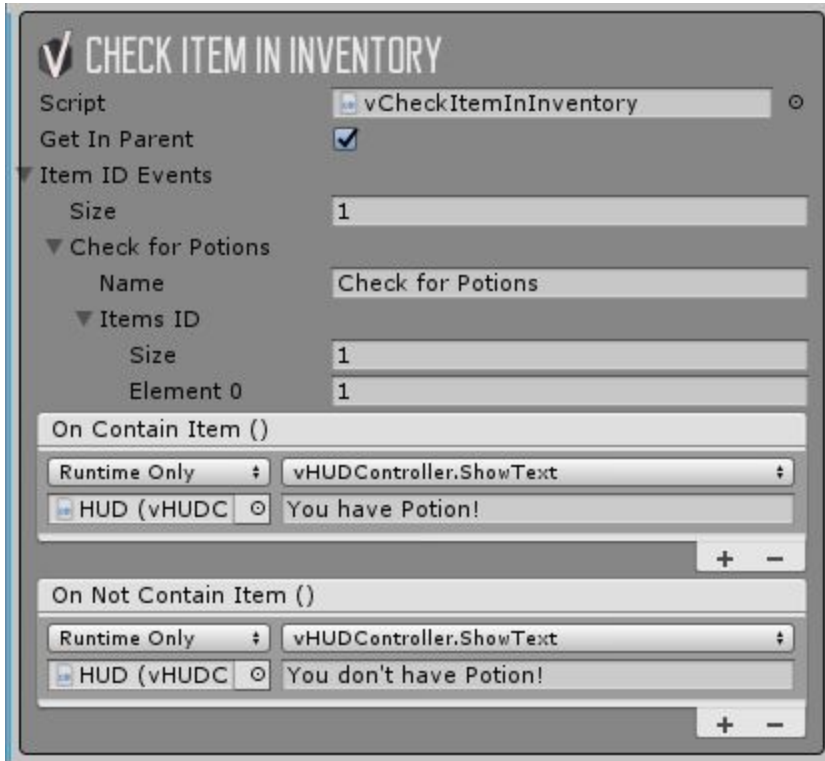 CHECK ITEM IN INVENTORY
Script vCheckItemInInventory
Get In Parent
Item ID Events
Size 1
Check for Potions
Name Check for Potions
Items ID
Size 1
Element 0 1
On Contain Item ()
Runtime Only vHUDController.ShowText
HUD (vHUDC You have Potion!
+ −
On Not Contain Item ()
Runtime Only vHUDController.ShowText
HUD (vHUDC You don't have Potion!
+ −